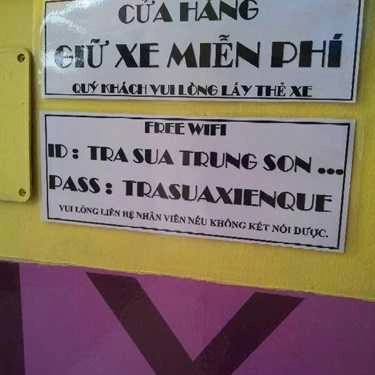 CỬA HÀNG
GIỮ XE MIỄN PHÍ
QUÝ KHÁCH VUI LÒNG LẤY THẺ XE
FREE WIFI
ID : TRA SUA TRUNG SON ...
PASS : TRASUAXIENQUE
VUI LÒNG LIÊN HỆ NHÂN VIÊN NẾU KHÔNG KẾT NỐI DƯỢC.